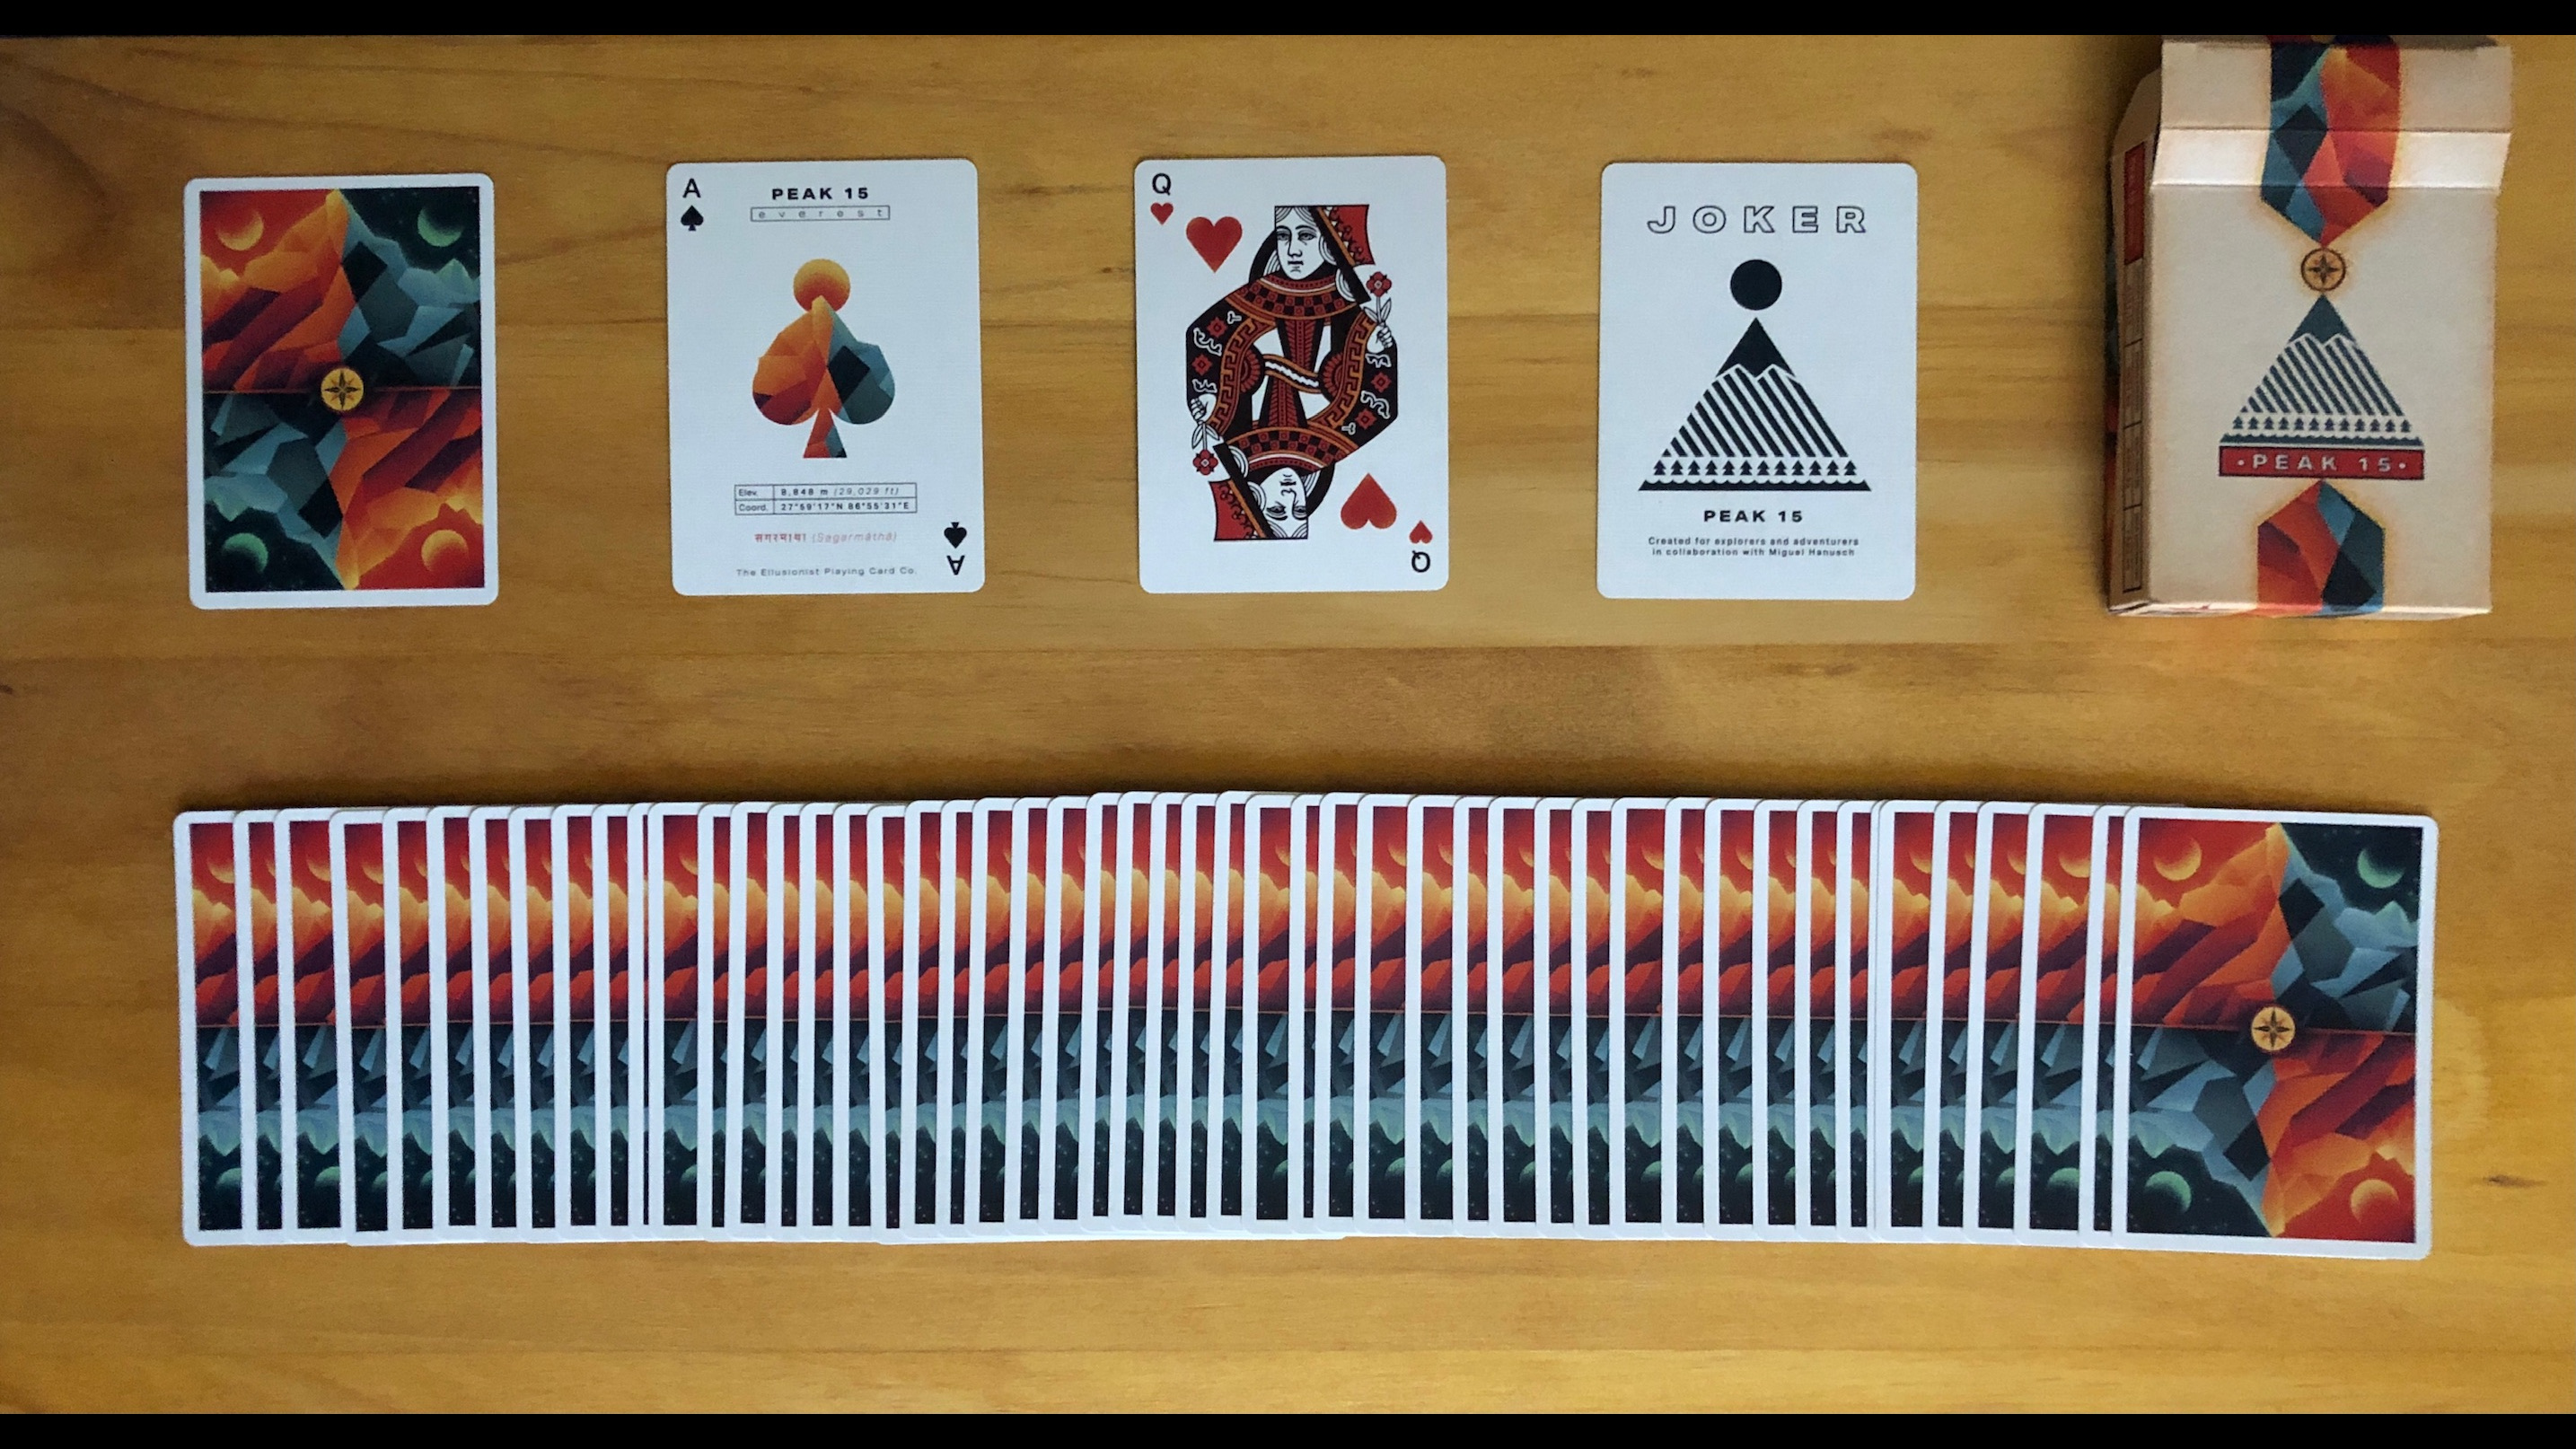 A
PEAK 15
everest
Elev. 8,848 m (29,029 ft)
Coord. 27°59'17"N 86°55'31"E
सगरमाथा (Sagarmāthā)
The Ellusionist Playing Card Co.
A
Q
Q
JOKER
PEAK 15
Created for explorers and adventurers
in collaboration with Miguel Hanusch
•PEAK 15•